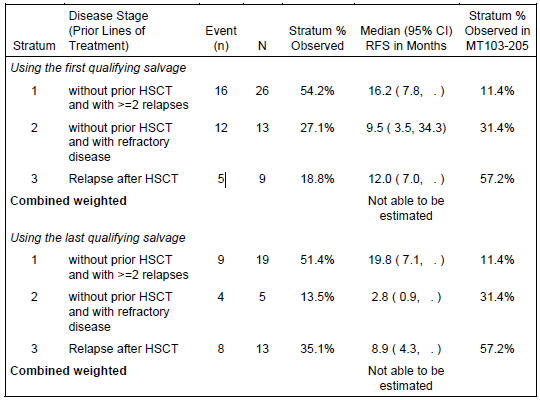 Stratum Disease Stage (Prior Lines of Treatment) Event (n) N Stratum % Observed Median (95% CI) RFS in Months Stratum % Observed in MT103-205
Using the first qualifying salvage
1 without prior HSCT and with >=2 relapses 16 26 54.2% 16.2 ( 7.8, . ) 11.4%
2 without prior HSCT and with refractory disease 12 13 27.1% 9.5 ( 3.5, 34.3) 31.4%
3 Relapse after HSCT 5 9 18.8% 12.0 ( 7.0, . ) 57.2%
Combined weighted Not able to be estimated
Using the last qualifying salvage
1 without prior HSCT and with >=2 relapses 9 19 51.4% 19.8 ( 7.1, . ) 11.4%
2 without prior HSCT and with refractory disease 4 5 13.5% 2.8 ( 0.9, . ) 31.4%
3 Relapse after HSCT 8 13 35.1% 8.9 ( 4.3, . ) 57.2%
Combined weighted Not able to be estimated